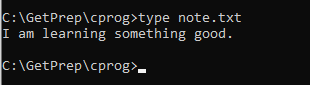 C:\GetPrep\cprog>type note.txt
I am learning something good.
C:\GetPrep\cprog>